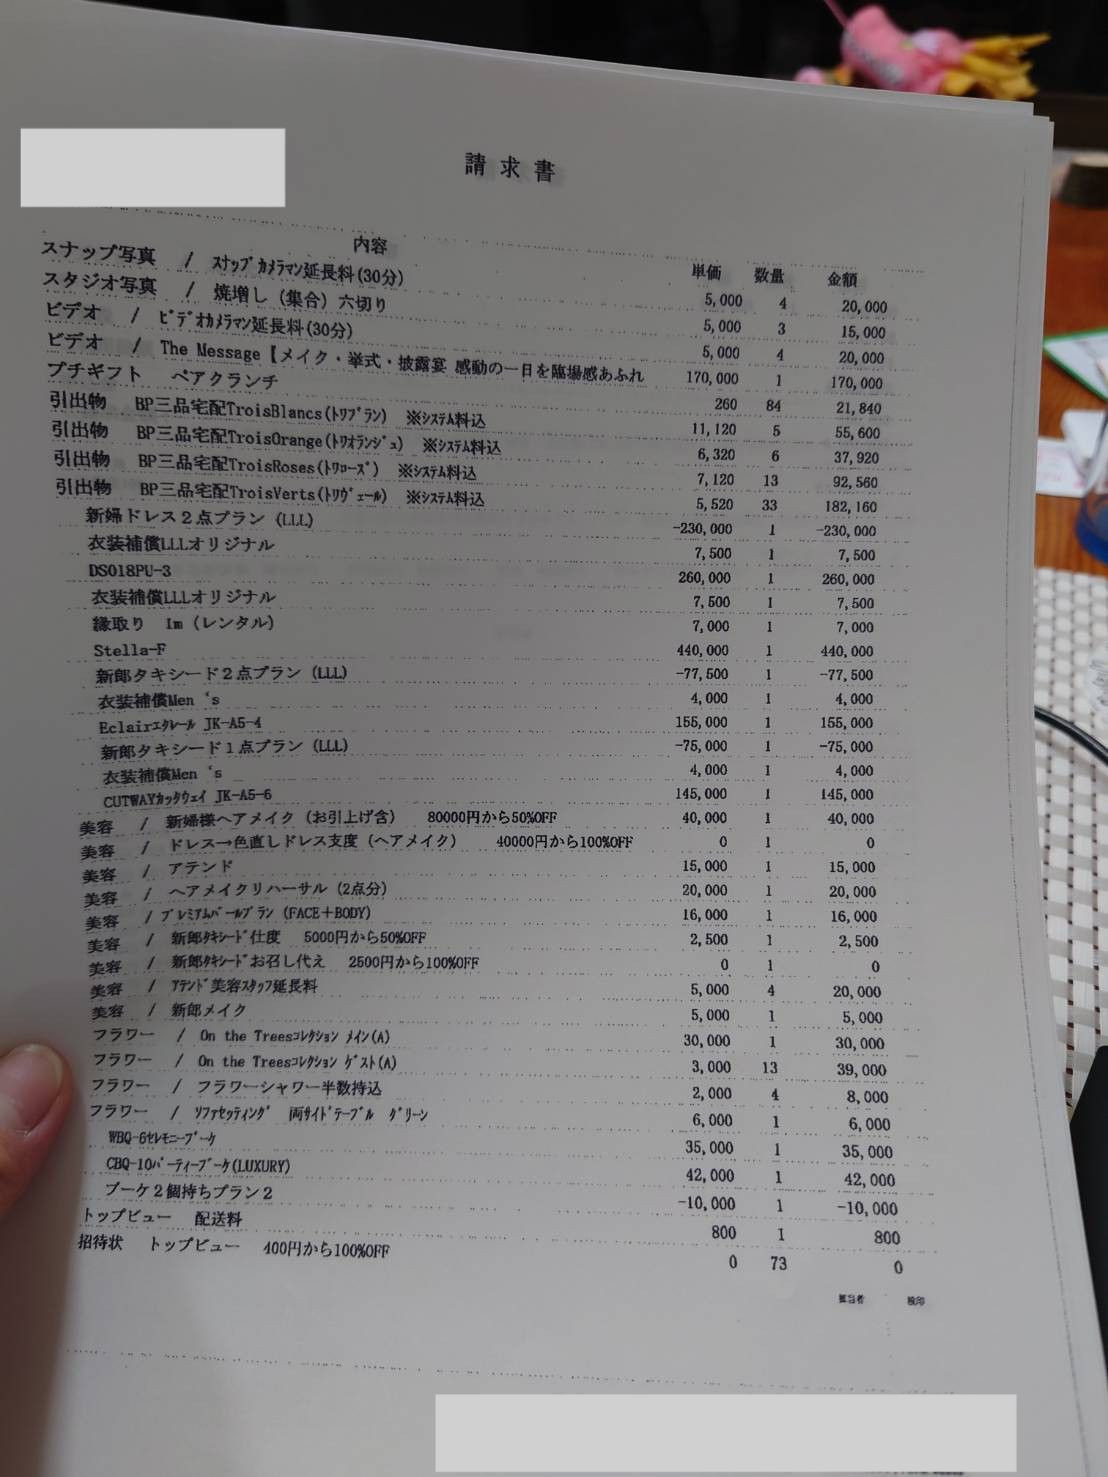 請求書
内容 単価 数量 金額
スナップ写真 / スナップカメラマン延長料(30分) 5,000 4 20,000
スタジオ写真 / 焼増し (集合) 六切り 5,000 3 15,000
ビデオ / ビデオカメラマン延長料(30分) 5,000 4 20,000
ビデオ / The Message【メイク・挙式・披露宴 感動の一日を臨場感あふれ 170,000 1 170,000
プチギフト ペアクランチ 260 84 21,840
引出物 BP三品宅配TroisBlancs(トワブラン) ※システム料込 11,120 5 55,600
引出物 BP三品宅配TroisOrange(トワオランジュ) ※システム料込 6,320 6 37,920
引出物 BP三品宅配TroisRoses(トワローズ) ※システム料込 7,120 13 92,560
引出物 BP三品宅配TroisVerts(トワヴェール) ※システム料込 5,520 33 182,160
新婦ドレス2点プラン (LLL) -230,000 1 -230,000
衣装補償LLLオリジナル 7,500 1 7,500
DS018PU-3 260,000 1 260,000
衣装補償LLLオリジナル 7,500 1 7,500
縁取り 1m (レンタル) 7,000 1 7,000
Stella-F 440,000 1 440,000
新郎タキシード2点プラン (LLL) -77,500 1 -77,500
衣装補償Men's 4,000 1 4,000
Eclairエクレール JK-A5-4 155,000 1 155,000
新郎タキシード1点プラン (LLL) -75,000 1 -75,000
衣装補償Men's 4,000 1 4,000
CUTWAYカッタウェイ JK-A5-6 145,000 1 145,000
美容 / 新婦様ヘアメイク (お引上げ含) 80000円から50%OFF 40,000 1 40,000
美容 / ドレス→色直しドレス支度 (ヘアメイク) 40000円から100%OFF 0 1 0
美容 / アテンド 15,000 1 15,000
美容 / ヘアメイクリハーサル (2点分) 20,000 1 20,000
美容 / プレミアムパールプラン (FACE+BODY) 16,000 1 16,000
美容 / 新郎タキシード仕度 5000円から50%OFF 2,500 1 2,500
美容 / 新郎タキシードお召し代え 2500円から100%OFF 0 1 0
美容 / アテンド美容スタッフ延長料 5,000 4 20,000
美容 / 新郎メイク 5,000 1 5,000
フラワー / On the Treesコレクション メイン(A) 30,000 1 30,000
フラワー / On the Treesコレクション ゲスト(A) 3,000 13 39,000
フラワー / フラワーシャワー半数持込 2,000 4 8,000
フラワー / ソファセッティング 両サイドテーブル グリーン 6,000 1 6,000
WBQ-6セレモニーブーケ 35,000 1 35,000
CBQ-10パーティーブーケ(LUXURY) 42,000 1 42,000
ブーケ2個持ちプラン2 -10,000 1 -10,000
トップビュー 配送料 800 1 800
招待状 トップビュー 400円から100%OFF 0 73 0
担当者 検印